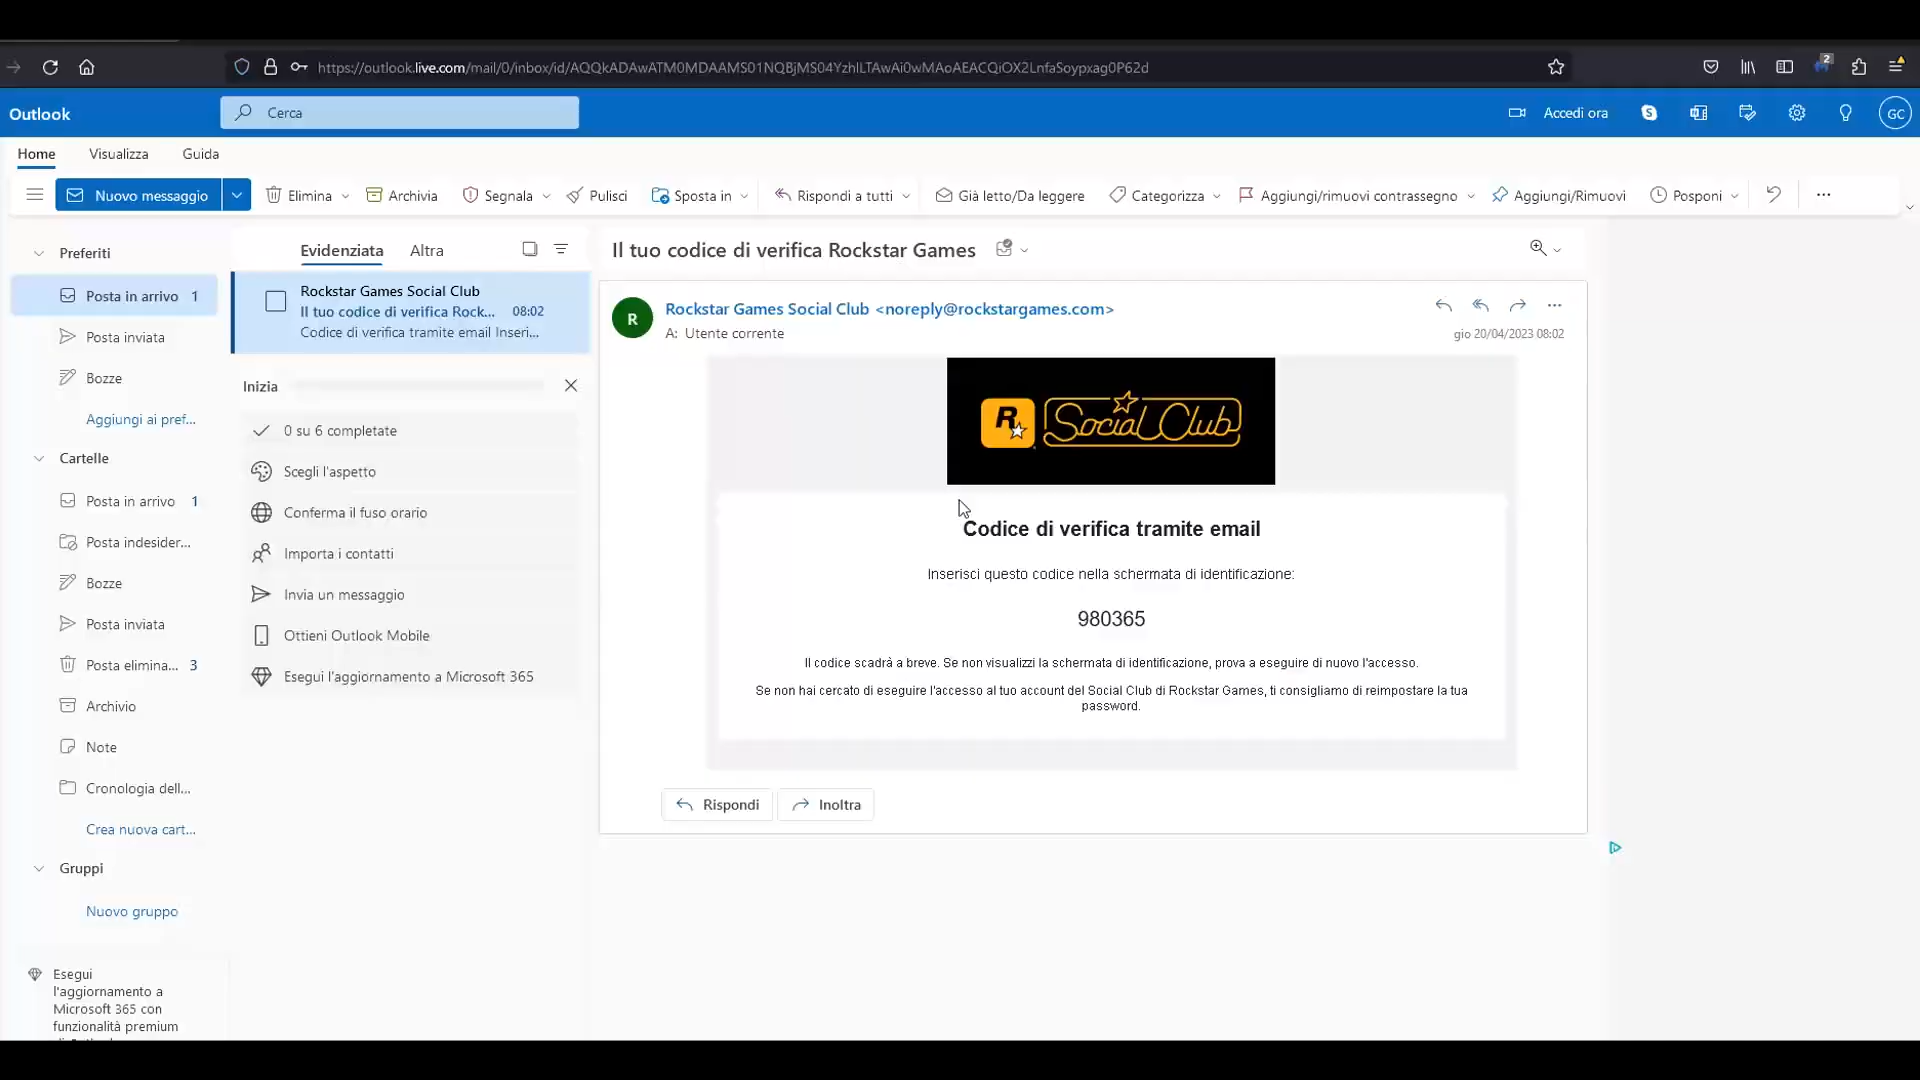 https://outlook.live.com/mail/0/inbox/id/AQQkADAwATM0MDAAMS01NQBjMS04YzhlLTAwAi0wMAoAEACQiOX2LnfaSoypxag0P62d
2
Outlook
Cerca
Accedi ora
GC
Home Visualizza Guida
Nuovo messaggio Elimina Archivia Segnala Pulisci Sposta in Rispondi a tutti Già letto/Da leggere Categorizza Aggiungi/rimuovi contrassegno Aggiungi/Rimuovi Posponi
Preferiti
Posta in arrivo 1
Posta inviata
Bozze
Aggiungi ai pref...
Cartelle
Posta in arrivo 1
Posta indesider...
Bozze
Posta inviata
Posta elimina... 3
Archivio
Note
Cronologia dell...
Crea nuova cart...
Gruppi
Nuovo gruppo
Esegui
l'aggiornamento a
Microsoft 365 con
funzionalità premium
Evidenziata Altra
Rockstar Games Social Club
Il tuo codice di verifica Rock... 08:02
Codice di verifica tramite email Inseri...
Inizia
0 su 6 completate
Scegli l'aspetto
Conferma il fuso orario
Importa i contatti
Invia un messaggio
Ottieni Outlook Mobile
Esegui l'aggiornamento a Microsoft 365
Il tuo codice di verifica Rockstar Games
R
Rockstar Games Social Club <noreply@rockstargames.com>
A: Utente corrente
gio 20/04/2023 08:02
R Social Club
Codice di verifica tramite email
Inserisci questo codice nella schermata di identificazione:
980365
Il codice scadrà a breve. Se non visualizzi la schermata di identificazione, prova a eseguire di nuovo l'accesso.
Se non hai cercato di eseguire l'accesso al tuo account del Social Club di Rockstar Games, ti consigliamo di reimpostare la tua
password.
Rispondi Inoltra